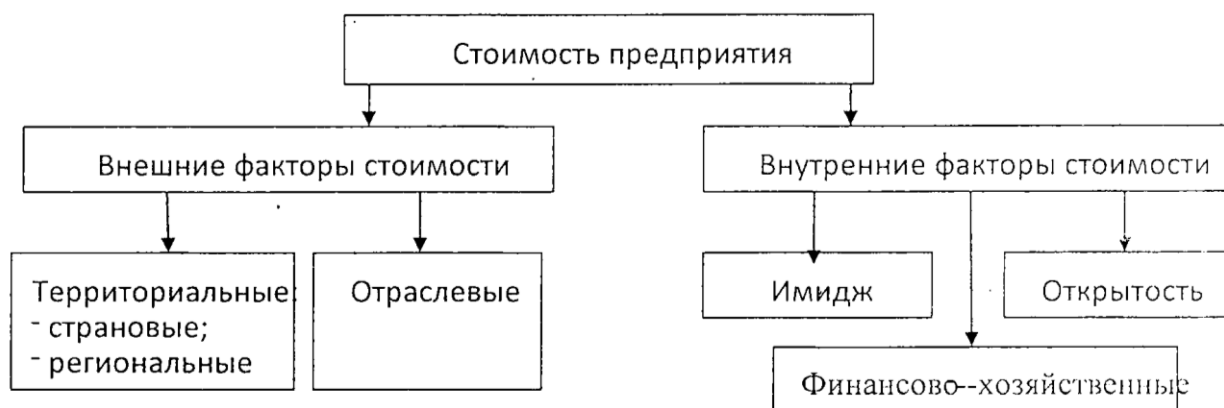 Стоимость предприятия
Внешние факторы стоимости
Внутренние факторы стоимости
Территориальные:
- страновые;
- региональные
Отраслевые
Имидж
Открытость
Финансово--хозяйственные